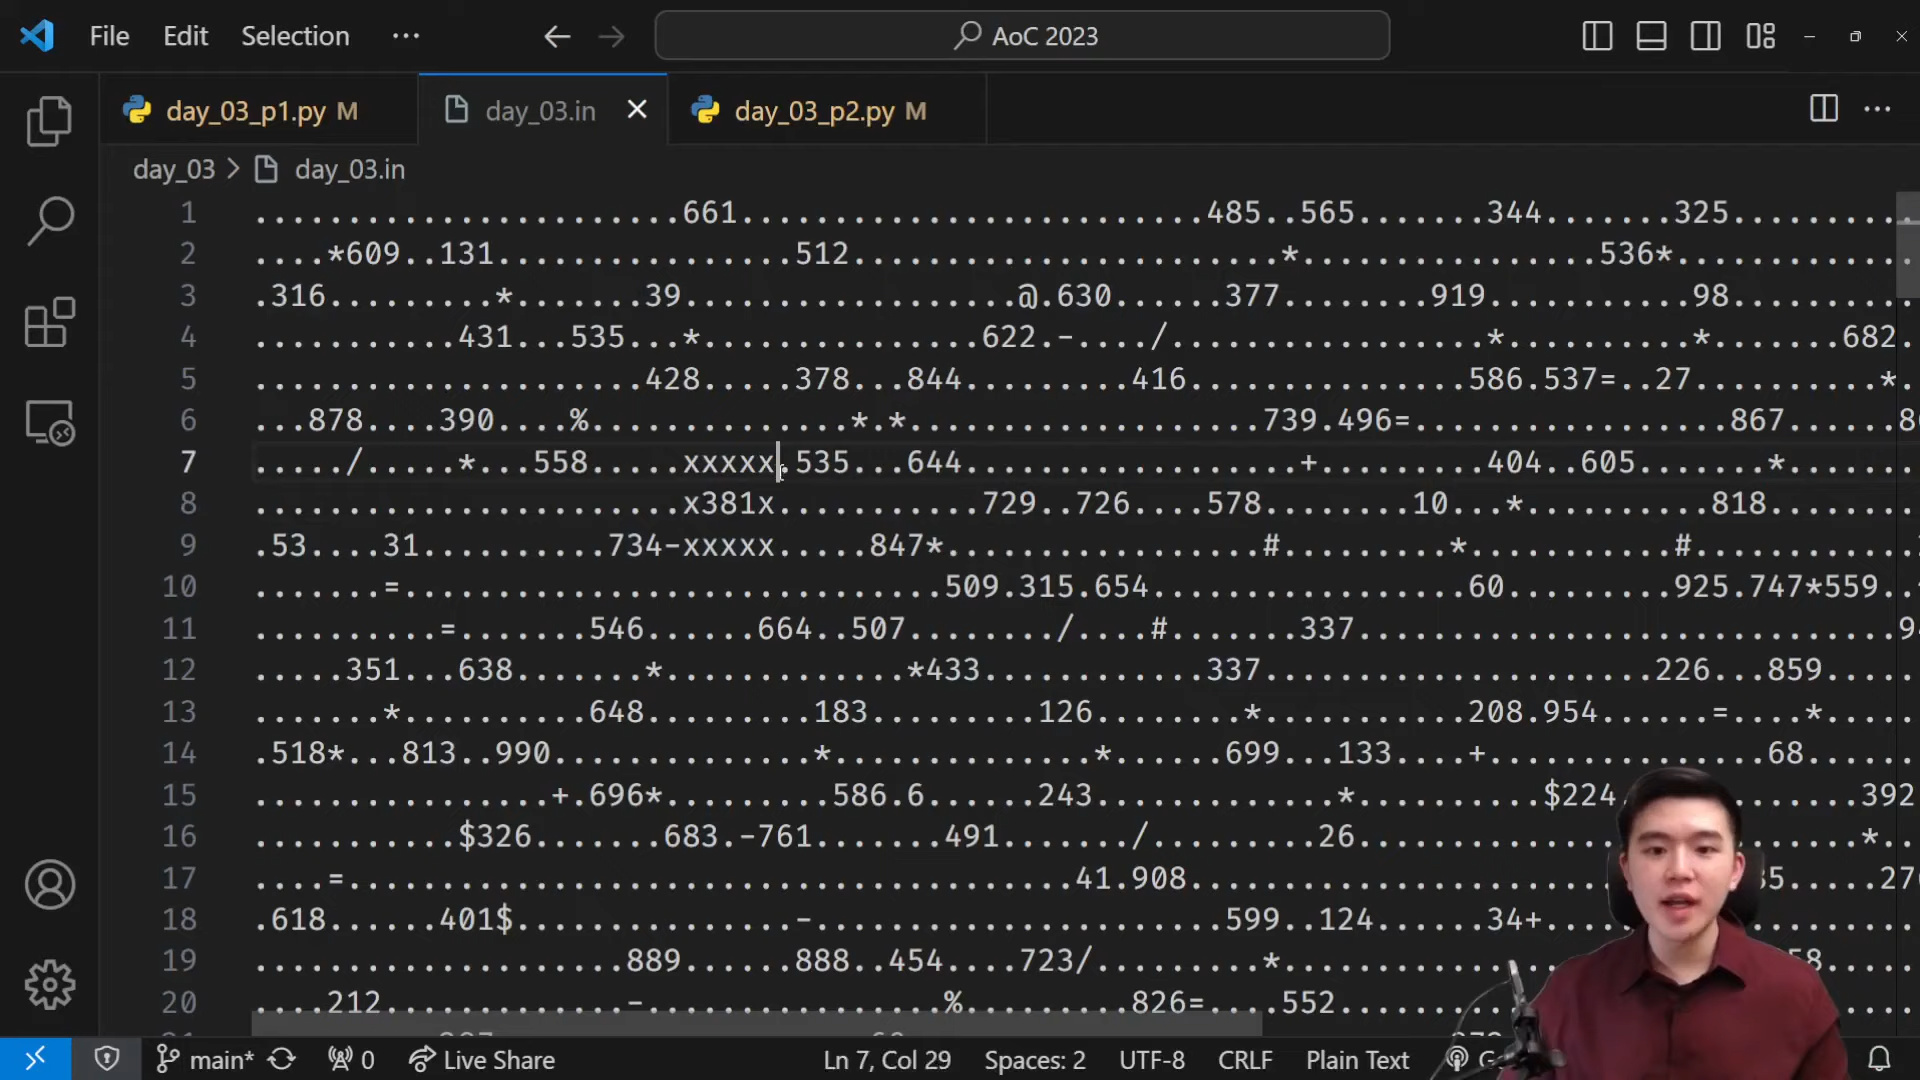 File Edit Selection ···
AoC 2023
day_03_p1.py M
day_03.in
day_03_p2.py M
day_03 > day_03.in
1 .......................661.........................485..565.......344.......325..........
2 ....*609..131................512.......................*................536*............
3 .316.........*.......39..................@.630......377........919...........98.........
4 ...........431...535...*...............622.-..../.................*..........*.......682.
5 .....................428.....378...844.........416...............586.537=..27..........*.
6 ...878....390....%..............*.*...................739.496=.................867......8
7 ...../.....*...558.....xxxxx.535...644..................+.........404..605.......*......
8 .......................x381x...........729..726....578........10...*..........818.......
9 .53....31..........734-xxxxx.....847*.................#.........*...........#...........
10 .......=.............................509.315.654.................60.........925.747*559..
11 ..........=.......546......664..507......../....#.......337.............................9
12 .....351...638.......*.............*433............337.....................226...859.....
13 .......*..........648.........183.........126........*...........208.954......=....*.....
14 .518*...813..990..............*..............*......699...133....+...............68.....
15 ................+.696*.........586.6......243.............*..........$224.......392
16 ...........$326.......683.-761.......491......./.........26...........................*.
17 ....=.......................................41.908.......................5.....27
18 .618......401$...............-......................599..124......34+....
19 ....................889......888..454....723/.........*...............58..
20 ....212.............-................%.........826=....552...............
main*
0
Live Share
Ln 7, Col 29
Spaces: 2
UTF-8
CRLF
Plain Text